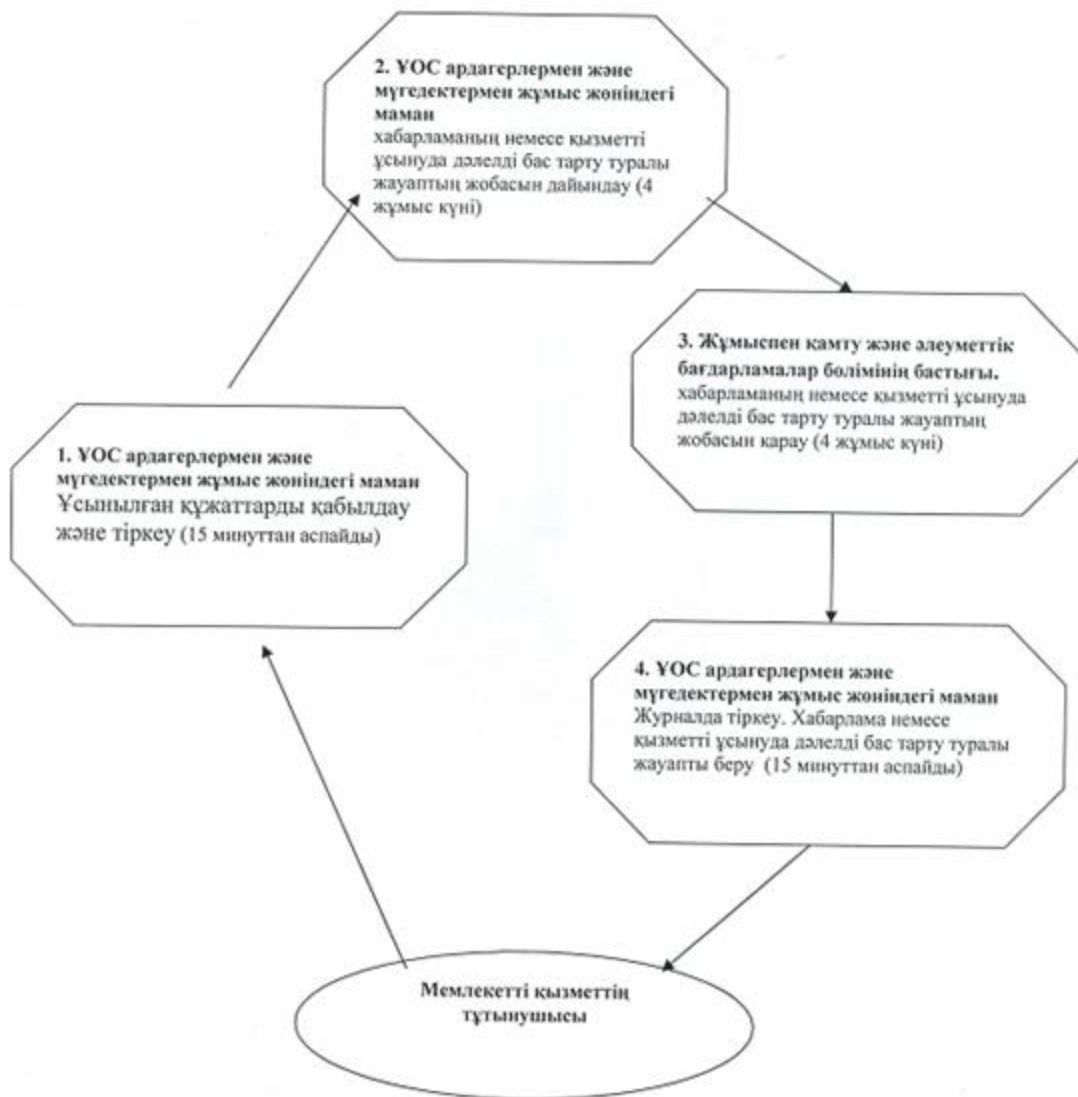 2. ҰОС ардагерлермен және
мүгедектермен жұмыс жөніндегі
маман
хабарламаның немесе қызметті
ұсынуда дәлелді бас тарту туралы
жауаптың жобасын дайындау (4
жұмыс күні)
3. Жұмыспен қамту және әлеуметтік
бағдарламалар бөлімінің бастығы.
хабарламаның немесе қызметті ұсынуда
дәлелді бас тарту туралы жауаптың
жобасын қарау (4 жұмыс күні)
1. ҰОС ардагерлермен және
мүгедектермен жұмыс жөніндегі маман
Ұсынылған құжаттарды қабылдау
және тіркеу (15 минуттан аспайды)
4. ҰОС ардагерлермен және
мүгедектермен жұмыс жөніндегі маман
Журналда тіркеу. Хабарлама немесе
қызметті ұсынуда дәлелді бас тарту туралы
жауапты беру (15 минуттан аспайды)
Мемлекетті қызметтің
тұтынушысы